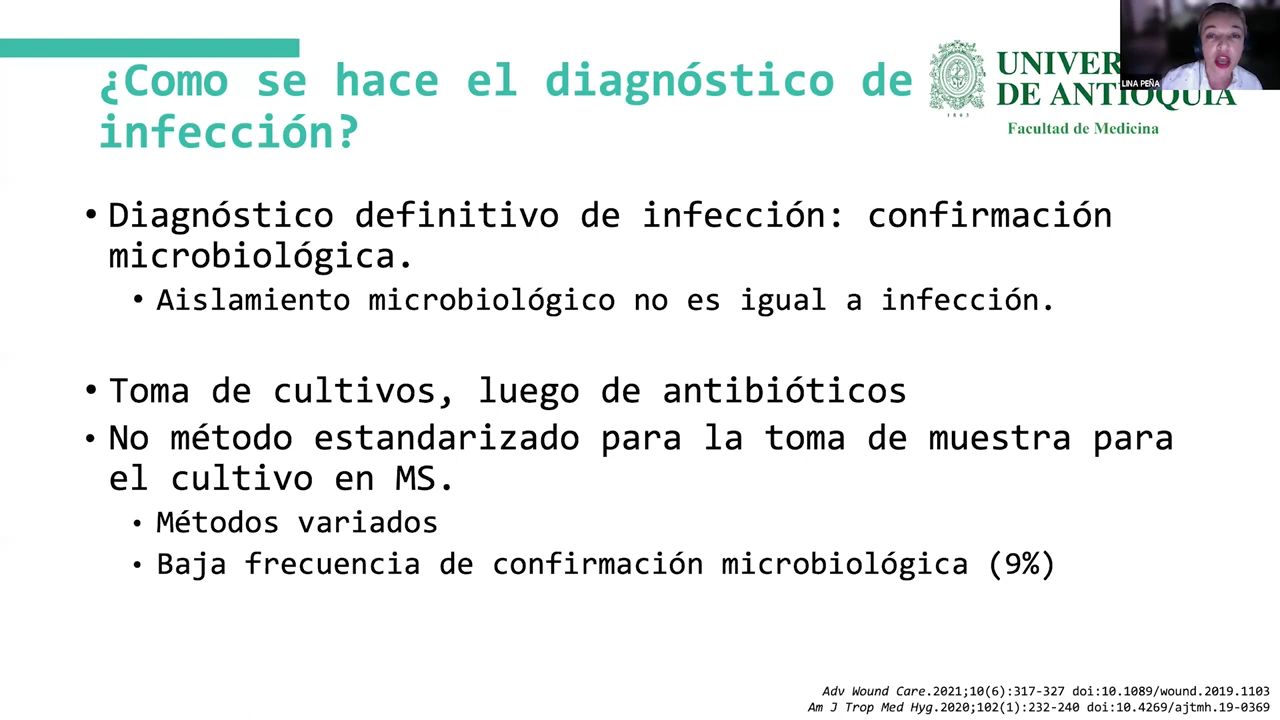 ¿Como se hace el diagnóstico de
infección?
UNIVER
DE ANTIOQUIA
Facultad de Medicina
1803
LINA PEÑA
• Diagnóstico definitivo de infección: confirmación
microbiológica.
• Aislamiento microbiológico no es igual a infección.
• Toma de cultivos, luego de antibióticos
• No método estandarizado para la toma de muestra para
el cultivo en MS.
• Métodos variados
• Baja frecuencia de confirmación microbiológica (9%)
Adv Wound Care.2021;10(6):317-327 doi:10.1089/wound.2019.1103
Am J Trop Med Hyg.2020;102(1):232-240 doi:10.4269/ajtmh.19-0369